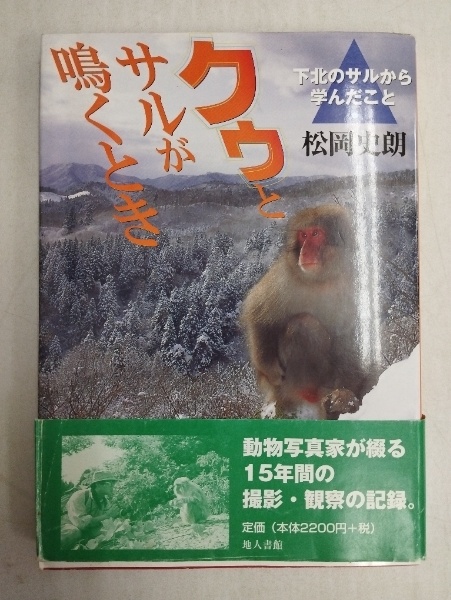 クゥと
サルが
鳴くとき
下北のサルから
学んだこと
松岡史朗
動物写真家が綴る
15年間の
撮影・観察の記録。
定価（本体2200円＋税）
地人書館